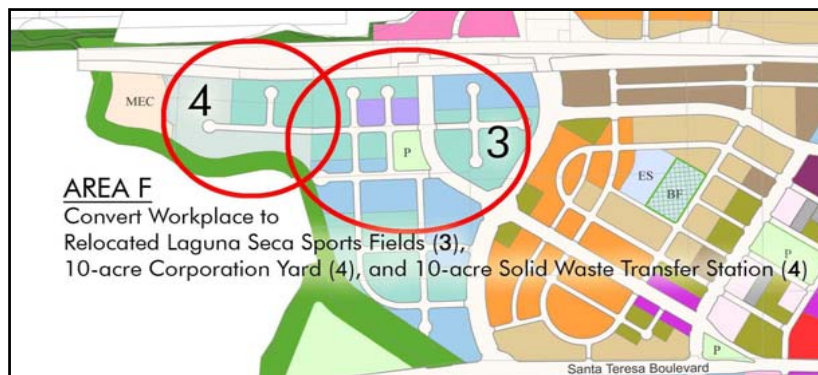 MEC
4
3
P
ES
BF
AREA F
Convert Workplace to
Relocated Laguna Seca Sports Fields (3),
10-acre Corporation Yard (4), and 10-acre Solid Waste Transfer Station (4)
P
P
Santa Teresa Boulevard